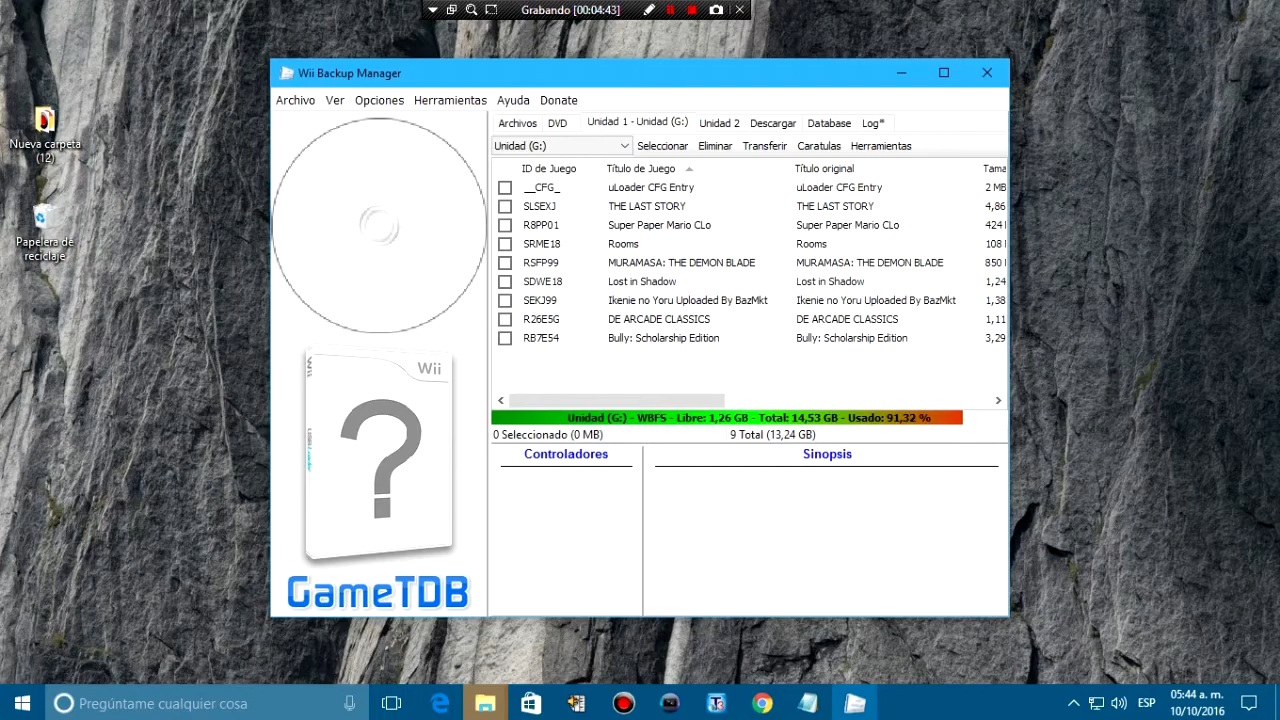 Grabando [00:04:43]
Nueva carpeta
(12)
Papelera de
reciclaje
Wii Backup Manager
Archivo Ver Opciones Herramientas Ayuda Donate
Archivos DVD Unidad 1 - Unidad (G:) Unidad 2 Descargar Database Log*
Unidad (G:) Seleccionar Eliminar Transferir Caratulas Herramientas
ID de Juego Título de Juego Título original Tama
__CFG_ uLoader CFG Entry uLoader CFG Entry 2 MB
SLSEXJ THE LAST STORY THE LAST STORY 4,86
R8PP01 Super Paper Mario CLo Super Paper Mario CLo 424
SRME18 Rooms Rooms 108
RSFP99 MURAMASA: THE DEMON BLADE MURAMASA: THE DEMON BLADE 850
SDWE18 Lost in Shadow Lost in Shadow 1,24
SEKJ99 Ikenie no Yoru Uploaded By BazMkt Ikenie no Yoru Uploaded By BazMkt 1,38
R26E5G DE ARCADE CLASSICS DE ARCADE CLASSICS 1,11
RB7E54 Bully: Scholarship Edition Bully: Scholarship Edition 3,29
Unidad (G:) - WBFS - Libre: 1,26 GB - Total: 14,53 GB - Usado: 91,32 %
0 Seleccionado (0 MB) 9 Total (13,24 GB)
Controladores Sinopsis
Wii
?
GameTDB
Pregúntame cualquier cosa
ESP
05:44 a. m.
10/10/2016